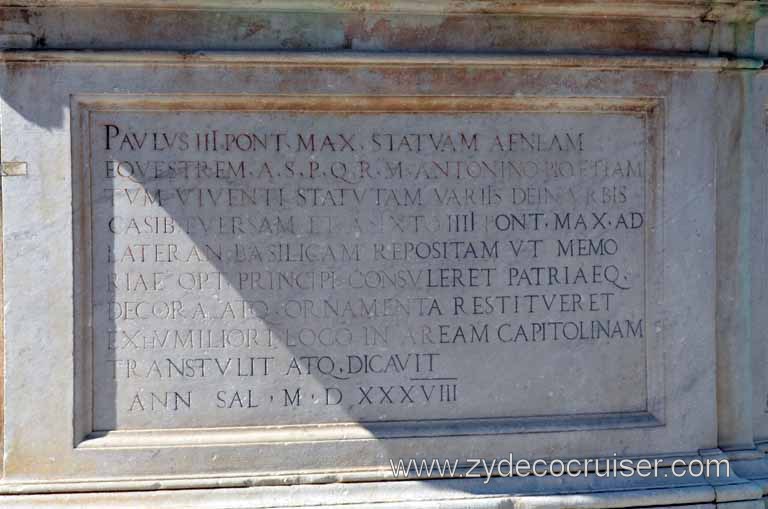 PAVLVS III PONT· MAX· STATVAM AENEAM
EQVESTREM· A· S· P· Q· R· M· ANTONINO PIO ETIAM
TVM VIVENTI STATVTAM VARIIS DEIN VRBIS
CASIB· EVERSAM ET A SIXTO IIII PONT· MAX· AD
LATERAN· BASILICAM REPOSITAM VT MEMO
RIAE OPT· PRINCIPI CONSVLERET PATRIAEQ·
DECORA ATQ· ORNAMENTA RESTITVERET
EX HVMILIORI LOCO IN AREAM CAPITOLINAM
TRANSTVLIT ATQ· DICAVIT
ANN SAL· M· D XXXVIII
www.zydecocruiser.com